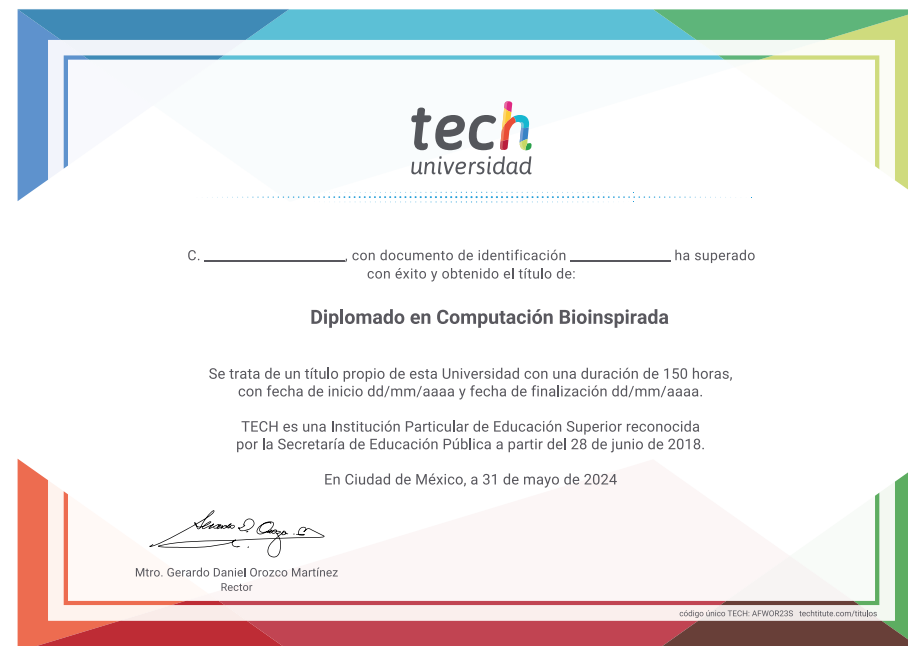 tech
universidad
C. ____________, con documento de identificación ____________ ha superado
con éxito y obtenido el título de:
Diplomado en Computación Bioinspirada
Se trata de un título propio de esta Universidad con una duración de 150 horas,
con fecha de inicio dd/mm/aaaa y fecha de finalización dd/mm/aaaa.
TECH es una Institución Particular de Educación Superior reconocida
por la Secretaría de Educación Pública a partir del 28 de junio de 2018.
En Ciudad de México, a 31 de mayo de 2024
Mtro. Gerardo Daniel Orozco Martínez
Rector
código único TECH: AFWOR23S techtitute.com/titulos